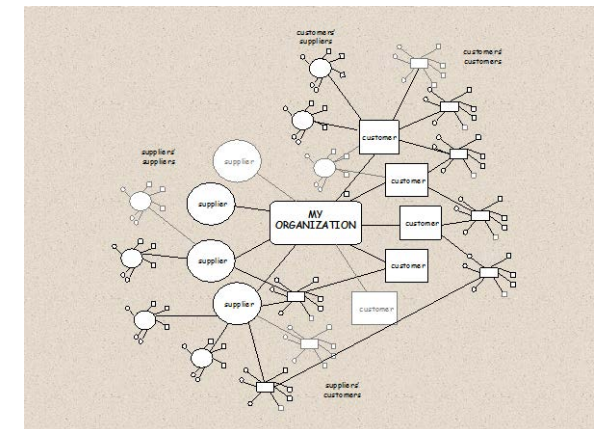 customers'
suppliers
customers'
customers
customer
suppliers'
suppliers
supplier
customer
supplier
MY
ORGANIZATION
customer
supplier
customer
supplier
customer
suppliers'
customers